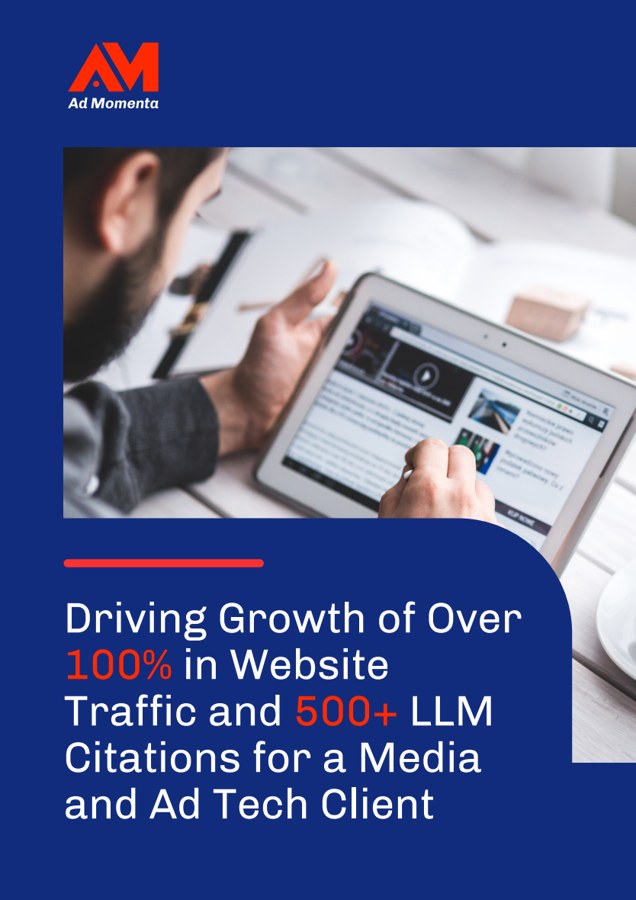 AM
Ad Momenta
Driving Growth of Over
100% in Website
Traffic and 500+ LLM
Citations for a Media
and Ad Tech Client